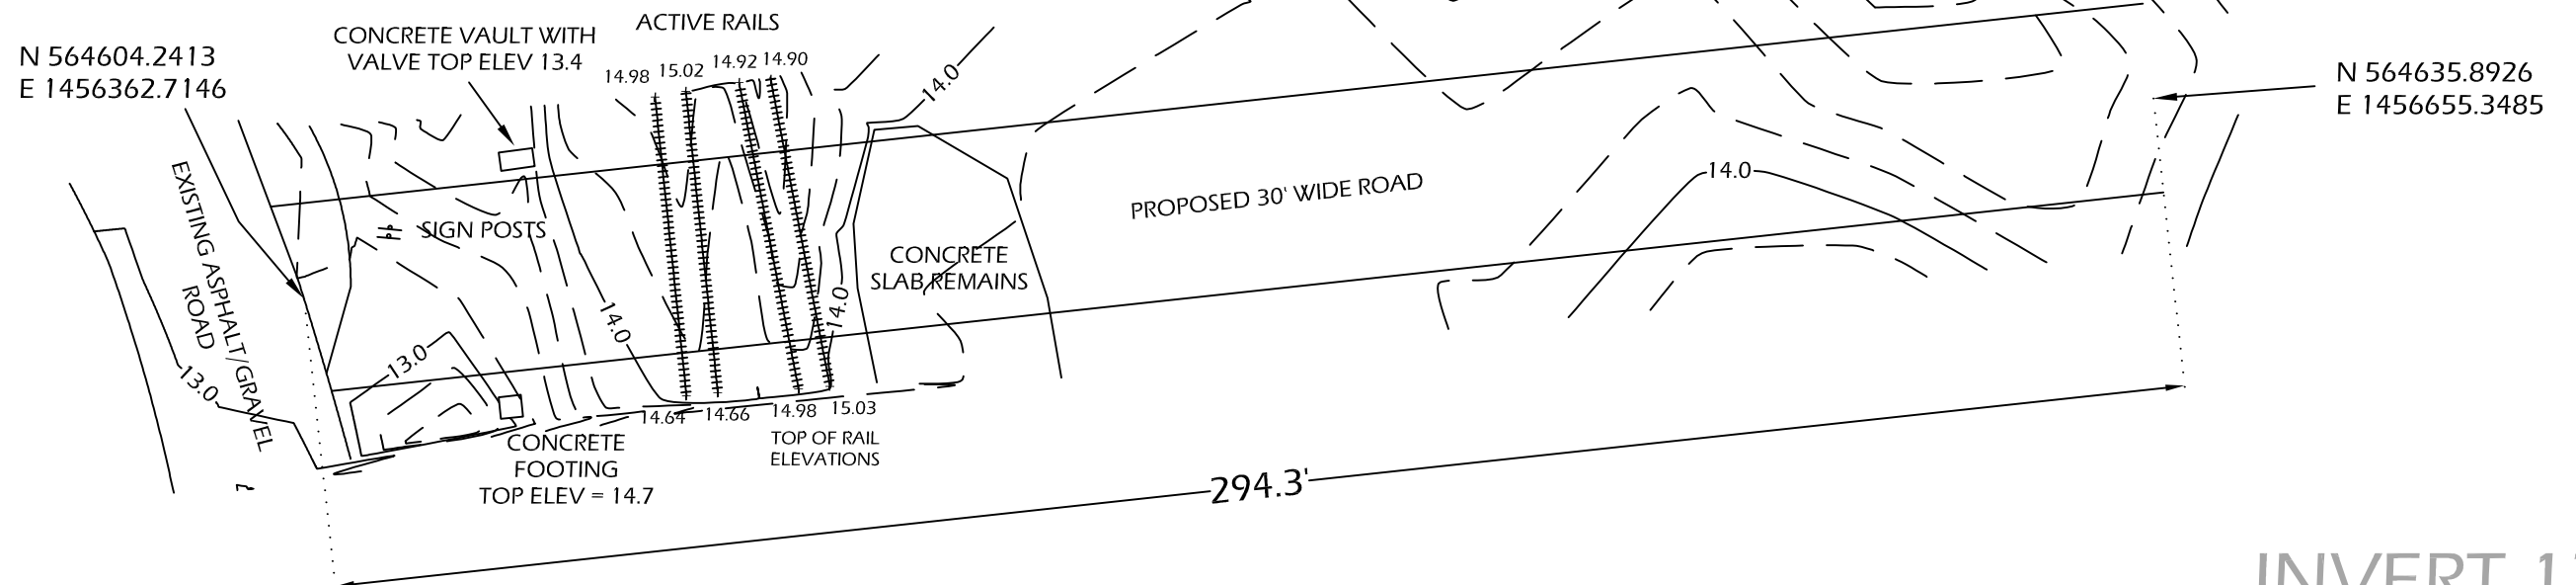 ACTIVE RAILS
CONCRETE VAULT WITH
VALVE TOP ELEV 13.4
N 564604.2413
E 1456362.7146
14.98 15.02 14.92 14.90
14.0
N 564635.8926
E 1456655.3485
EXISTING ASPHALT/GRAVEL
ROAD
SIGN POSTS
PROPOSED 30' WIDE ROAD
14.0
CONCRETE
SLAB REMAINS
14.0
14.0
13.0
13.0
14.64 14.66 14.98 15.03
TOP OF RAIL
ELEVATIONS
CONCRETE
FOOTING
TOP ELEV = 14.7
294.3'
INVERT